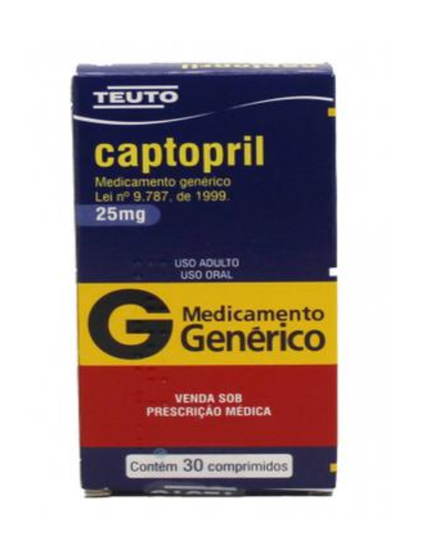 TEUTO
captopril
Medicamento genérico
Lei nº 9.787, de 1999.
25mg
USO ADULTO
USO ORAL
G Medicamento
Genérico
VENDA SOB
PRESCRIÇÃO MÉDICA
Contém 30 comprimidos